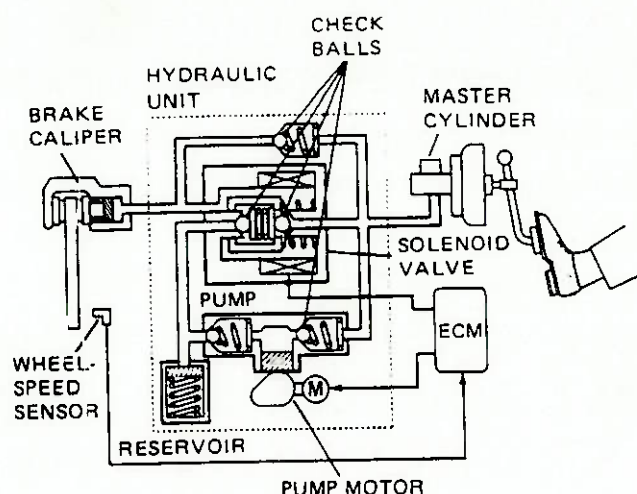 CHECK
BALLS
HYDRAULIC
UNIT
BRAKE
CALIPER
MASTER
CYLINDER
SOLENOID
VALVE
PUMP
ECM
WHEEL-
SPEED
SENSOR
M
RESERVOIR
PUMP MOTOR